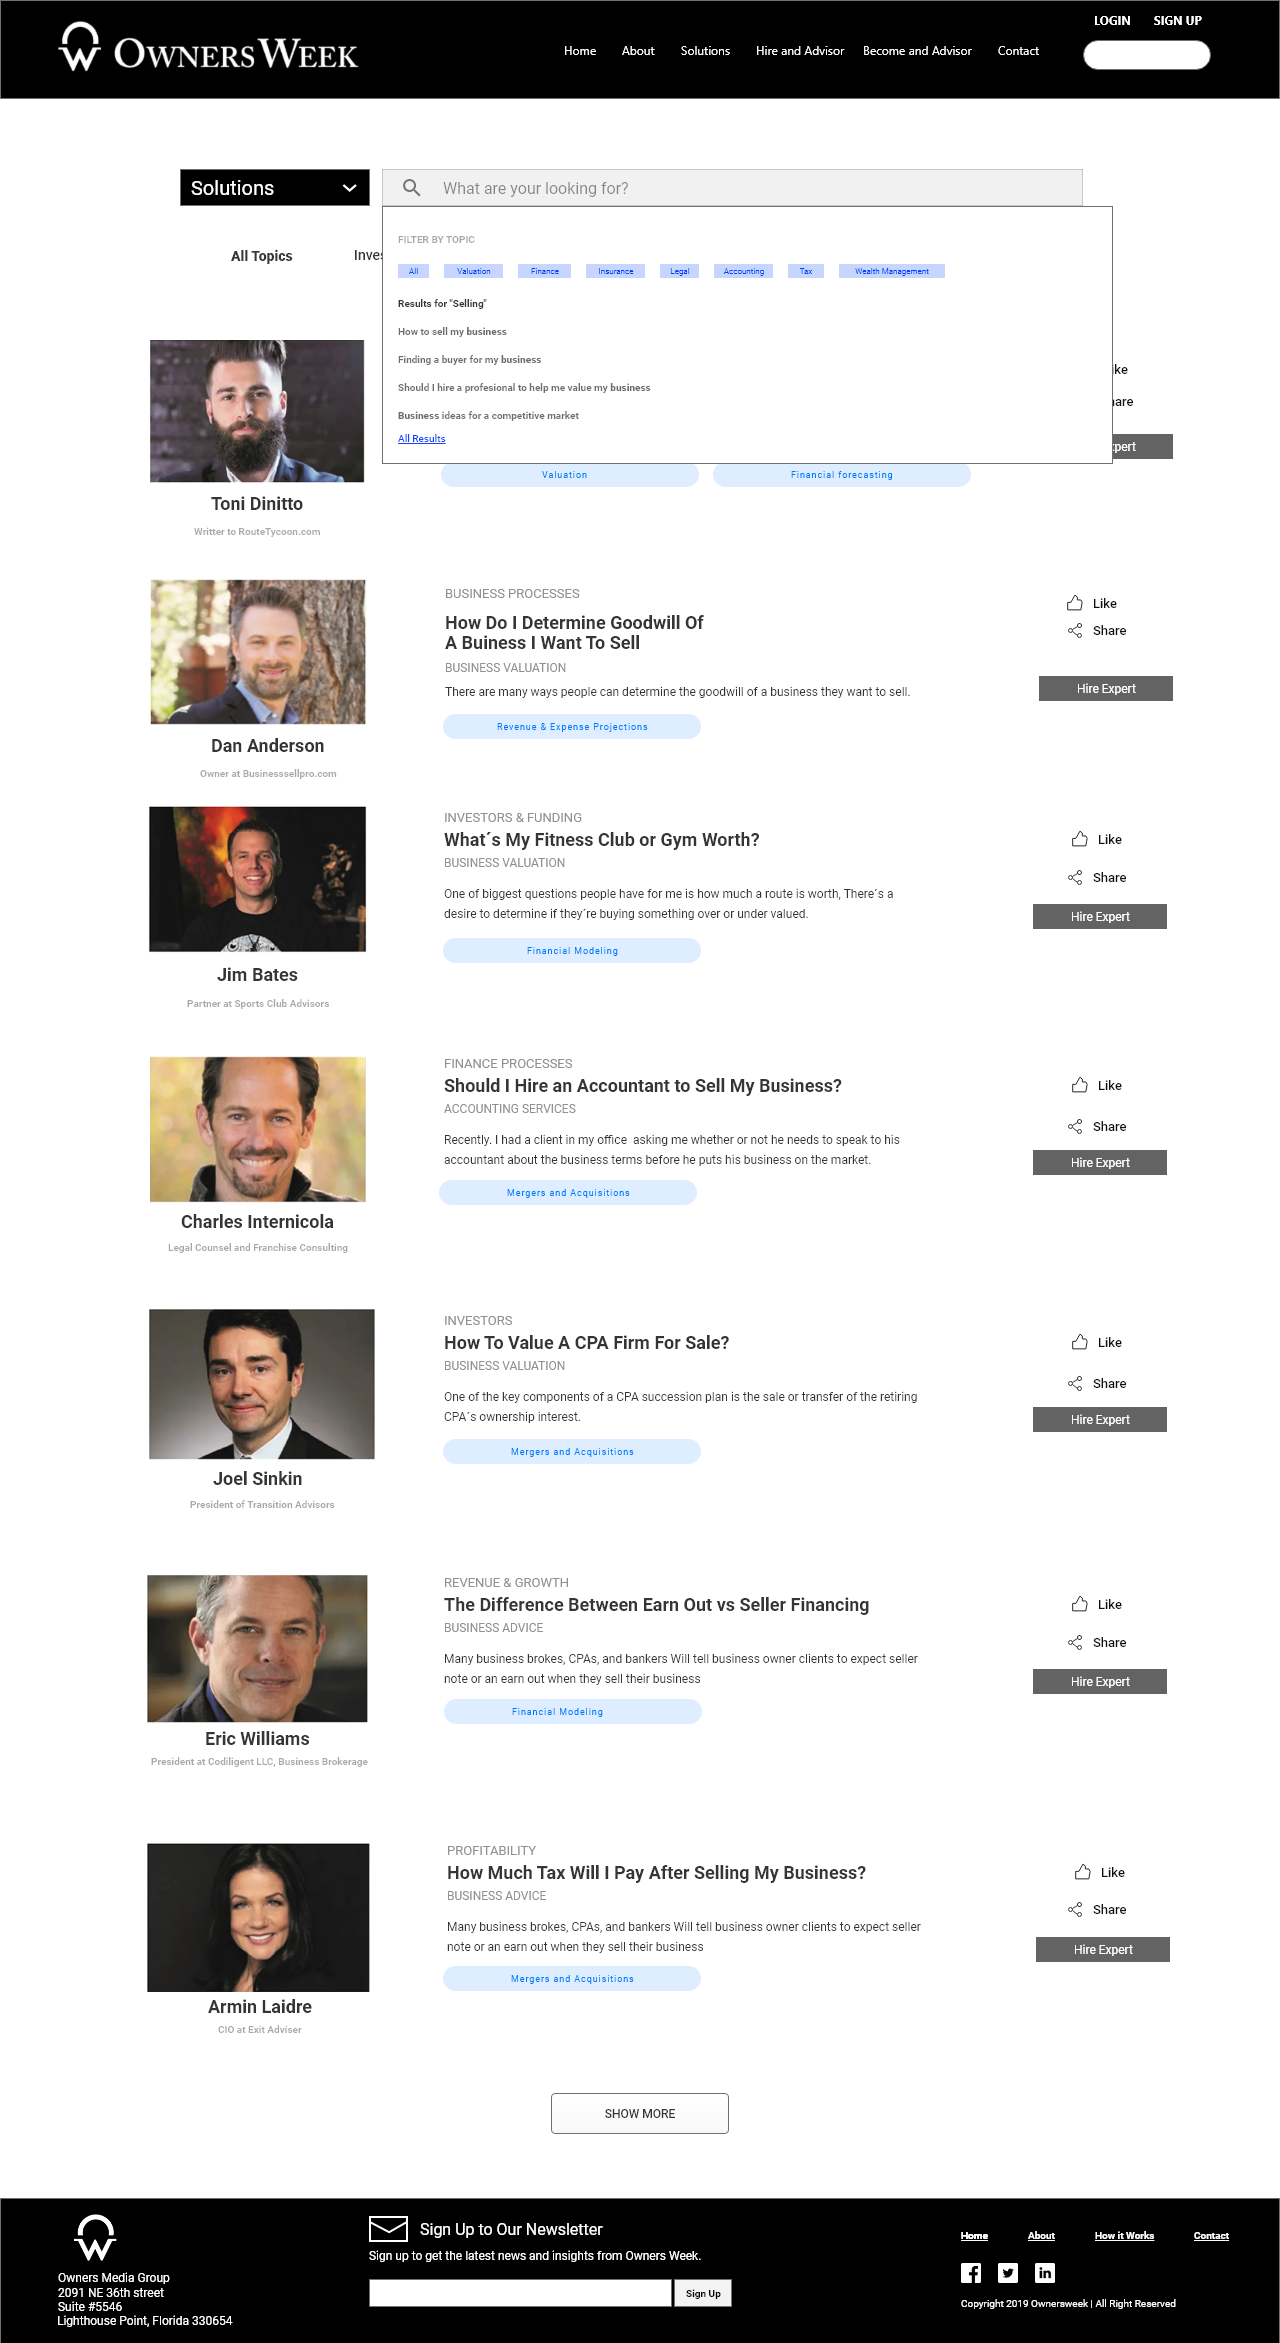 LOGIN SIGN UP
OWNERSWEEK
Home About Solutions Hire and Advisor Become and Advisor Contact
Solutions
What are your looking for?
All Topics Inves
FILTER BY TOPIC
All Valuation Finance Insurance Legal Accounting Tax Wealth Management
Results for "Selling"
How to sell my business
Finding a buyer for my business
Should I hire a profesional to help me value my business
Business ideas for a competitive market
All Results
ike
are
xpert
Valuation Financial forecasting
Toni Dinitto
Writter to RouteTycoon.com
BUSINESS PROCESSES
How Do I Determine Goodwill Of
A Buiness I Want To Sell
BUSINESS VALUATION
There are many ways people can determine the goodwill of a business they want to sell.
Revenue & Expense Projections
Like
Share
Hire Expert
Dan Anderson
Owner at Businesssellpro.com
INVESTORS & FUNDING
What´s My Fitness Club or Gym Worth?
BUSINESS VALUATION
One of biggest questions people have for me is how much a route is worth, There´s a
desire to determine if they´re buying something over or under valued.
Financial Modeling
Like
Share
Hire Expert
Jim Bates
Partner at Sports Club Advisors
FINANCE PROCESSES
Should I Hire an Accountant to Sell My Business?
ACCOUNTING SERVICES
Recently. I had a client in my office asking me whether or not he needs to speak to his
accountant about the business terms before he puts his business on the market.
Mergers and Acquisitions
Like
Share
Hire Expert
Charles Internicola
Legal Counsel and Franchise Consulting
INVESTORS
How To Value A CPA Firm For Sale?
BUSINESS VALUATION
One of the key components of a CPA succession plan is the sale or transfer of the retiring
CPA´s ownership interest.
Mergers and Acquisitions
Like
Share
Hire Expert
Joel Sinkin
President of Transition Advisors
REVENUE & GROWTH
The Difference Between Earn Out vs Seller Financing
BUSINESS ADVICE
Many business brokes, CPAs, and bankers Will tell business owner clients to expect seller
note or an earn out when they sell their business
Financial Modeling
Like
Share
Hire Expert
Eric Williams
President at Codiligent LLC, Business Brokerage
PROFITABILITY
How Much Tax Will I Pay After Selling My Business?
BUSINESS ADVICE
Many business brokes, CPAs, and bankers Will tell business owner clients to expect seller
note or an earn out when they sell their business
Mergers and Acquisitions
Like
Share
Hire Expert
Armin Laidre
CIO at Exit Adviser
SHOW MORE
Owners Media Group
2091 NE 36th street
Suite #5546
Lighthouse Point, Florida 330654
Sign Up to Our Newsletter
Sign up to get the latest news and insights from Owners Week.
Sign Up
Home About How it Works Contact
Copyright 2019 Ownersweek | All Right Reserved